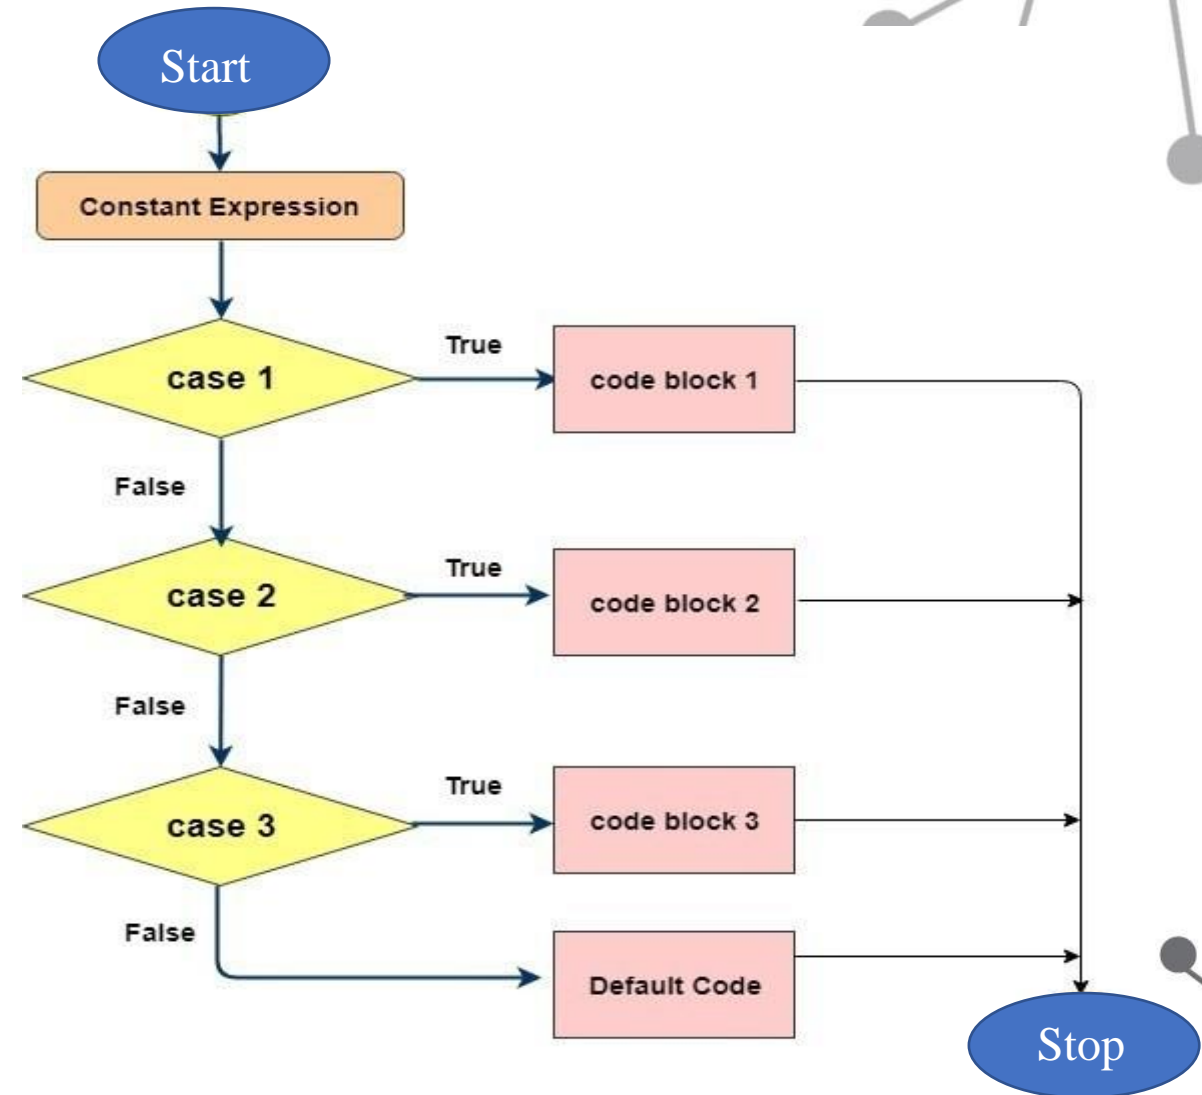 Start
Constant Expression
case 1
True
code block 1
False
case 2
True
code block 2
False
case 3
True
code block 3
False
Default Code
Stop